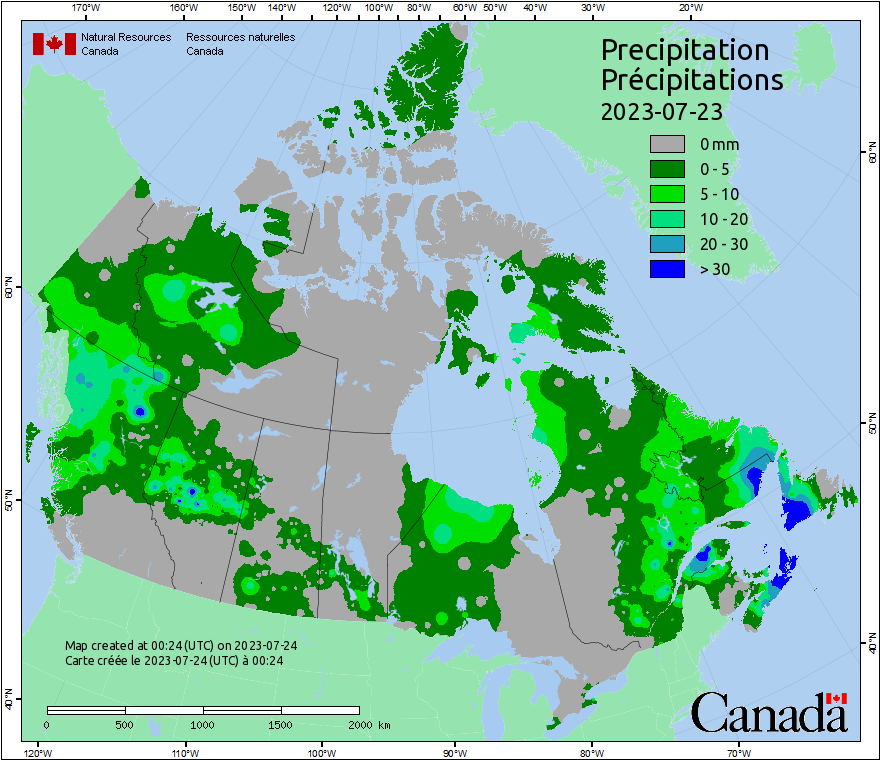 170°W 160°W 150°W 140°W 120°W 100°W 80°W 60°W 50°W 40°W 30°W 20°W
Natural Resources Ressources naturelles
Canada Canada
Precipitation
Précipitations
2023-07-23
0 mm
0 - 5
5 - 10
10 - 20
20 - 30
> 30
60°N
60°N
50°N
50°N
40°N
40°N
Map created at 00:24 (UTC) on 2023-07-24
Carte créée le 2023-07-24 (UTC) à 00:24
0 500 1000 1500 2000 km
Canada
120°W 110°W 100°W 90°W 80°W 70°W